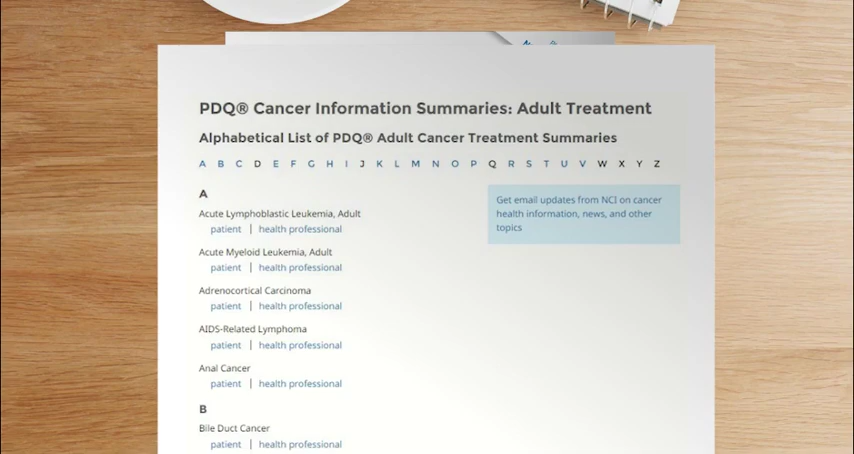 PDQ® Cancer Information Summaries: Adult Treatment
Alphabetical List of PDQ® Adult Cancer Treatment Summaries
A B C D E F G H I J K L M N O P Q R S T U V W X Y Z
A
Get email updates from NCI on cancer
health information, news, and other
topics
Acute Lymphoblastic Leukemia, Adult
patient | health professional
Acute Myeloid Leukemia, Adult
patient | health professional
Adrenocortical Carcinoma
patient | health professional
AIDS-Related Lymphoma
patient | health professional
Anal Cancer
patient | health professional
B
Bile Duct Cancer
patient | health professional